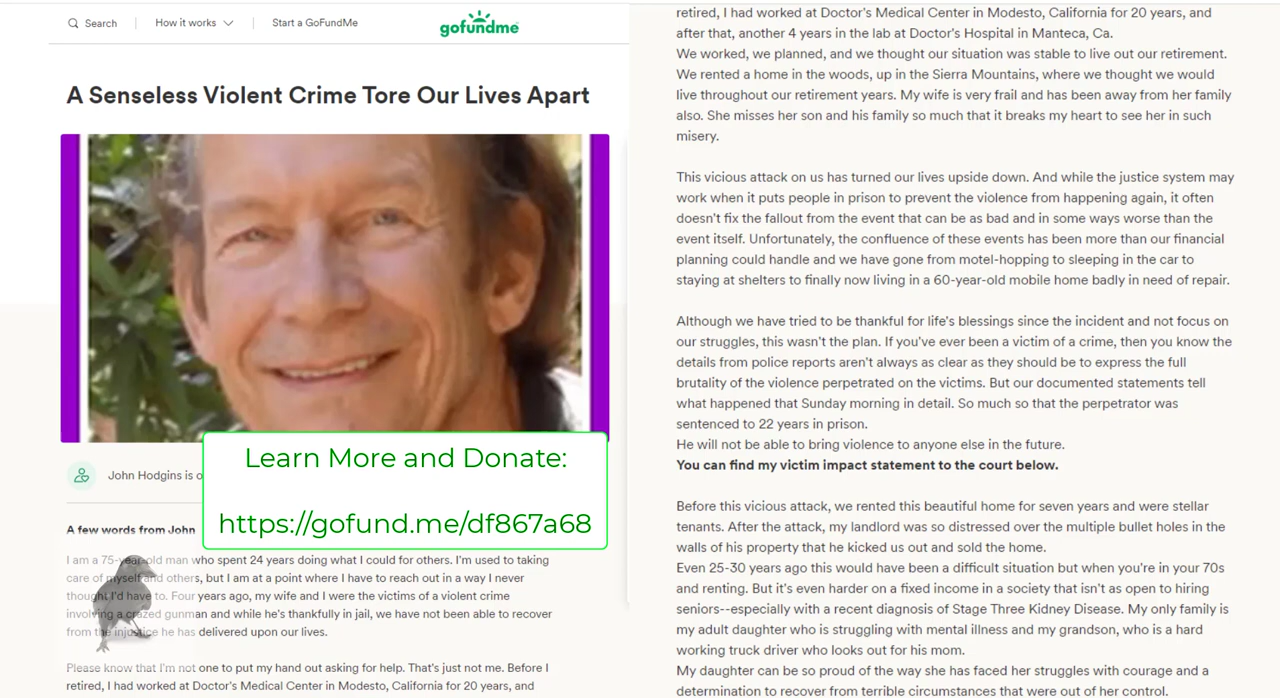 Search
How it works
Start a GoFundMe
gofundme
A Senseless Violent Crime Tore Our Lives Apart
John Hodgins is o
Learn More and Donate:
https://gofund.me/df867a68
A few words from John
I am a 75-year-old man who spent 24 years doing what I could for others. I'm used to taking
care of myself and others, but I am at a point where I have to reach out in a way I never
thought I'd have to. Four years ago, my wife and I were the victims of a violent crime
involving a crazed gunman and while he's thankfully in jail, we have not been able to recover
from the injustice he has delivered upon our lives.
Please know that I'm not one to put my hand out asking for help. That's just not me. Before I
retired, I had worked at Doctor's Medical Center in Modesto, California for 20 years, and
retired, I had worked at Doctor's Medical Center in Modesto, California for 20 years, and
after that, another 4 years in the lab at Doctor's Hospital in Manteca, Ca.
We worked, we planned, and we thought our situation was stable to live out our retirement.
We rented a home in the woods, up in the Sierra Mountains, where we thought we would
live throughout our retirement years. My wife is very frail and has been away from her family
also. She misses her son and his family so much that it breaks my heart to see her in such
misery.
This vicious attack on us has turned our lives upside down. And while the justice system may
work when it puts people in prison to prevent the violence from happening again, it often
doesn't fix the fallout from the event that can be as bad and in some ways worse than the
event itself. Unfortunately, the confluence of these events has been more than our financial
planning could handle and we have gone from motel-hopping to sleeping in the car to
staying at shelters to finally now living in a 60-year-old mobile home badly in need of repair.
Although we have tried to be thankful for life's blessings since the incident and not focus on
our struggles, this wasn't the plan. If you've ever been a victim of a crime, then you know the
details from police reports aren't always as clear as they should be to express the full
brutality of the violence perpetrated on the victims. But our documented statements tell
what happened that Sunday morning in detail. So much so that the perpetrator was
sentenced to 22 years in prison.
He will not be able to bring violence to anyone else in the future.
You can find my victim impact statement to the court below.
Before this vicious attack, we rented this beautiful home for seven years and were stellar
tenants. After the attack, my landlord was so distressed over the multiple bullet holes in the
walls of his property that he kicked us out and sold the home.
Even 25-30 years ago this would have been a difficult situation but when you're in your 70s
and renting. But it's even harder on a fixed income in a society that isn't as open to hiring
seniors--especially with a recent diagnosis of Stage Three Kidney Disease. My only family is
my adult daughter who is struggling with mental illness and my grandson, who is a hard
working truck driver who looks out for his mom.
My daughter can be so proud of the way she has faced her struggles with courage and a
determination to recover from terrible circumstances that were out of her control.